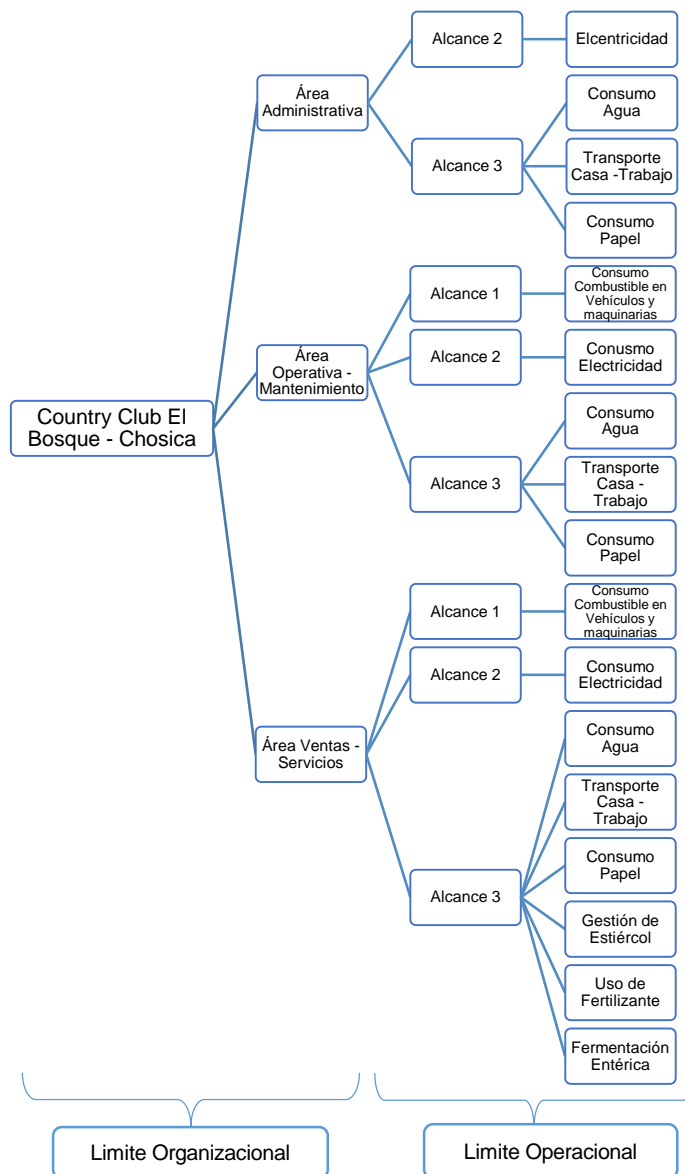 Country Club El
Bosque - Chosica
Área
Administrativa
Alcance 2
Elcentricidad
Alcance 3
Consumo
Agua
Transporte
Casa -Trabajo
Consumo
Papel
Área
Operativa -
Mantenimiento
Alcance 1
Consumo
Combustible en
Vehículos y
maquinarias
Alcance 2
Conusmo
Electricidad
Alcance 3
Consumo
Agua
Transporte
Casa -
Trabajo
Consumo
Papel
Área Ventas -
Servicios
Alcance 1
Consumo
Combustible en
Vehículos y
maquinarias
Alcance 2
Consumo
Electricidad
Alcance 3
Consumo
Agua
Transporte
Casa -
Trabajo
Consumo
Papel
Gestión de
Estiércol
Uso de
Fertilizante
Fermentación
Entérica
Limite Organizacional
Limite Operacional